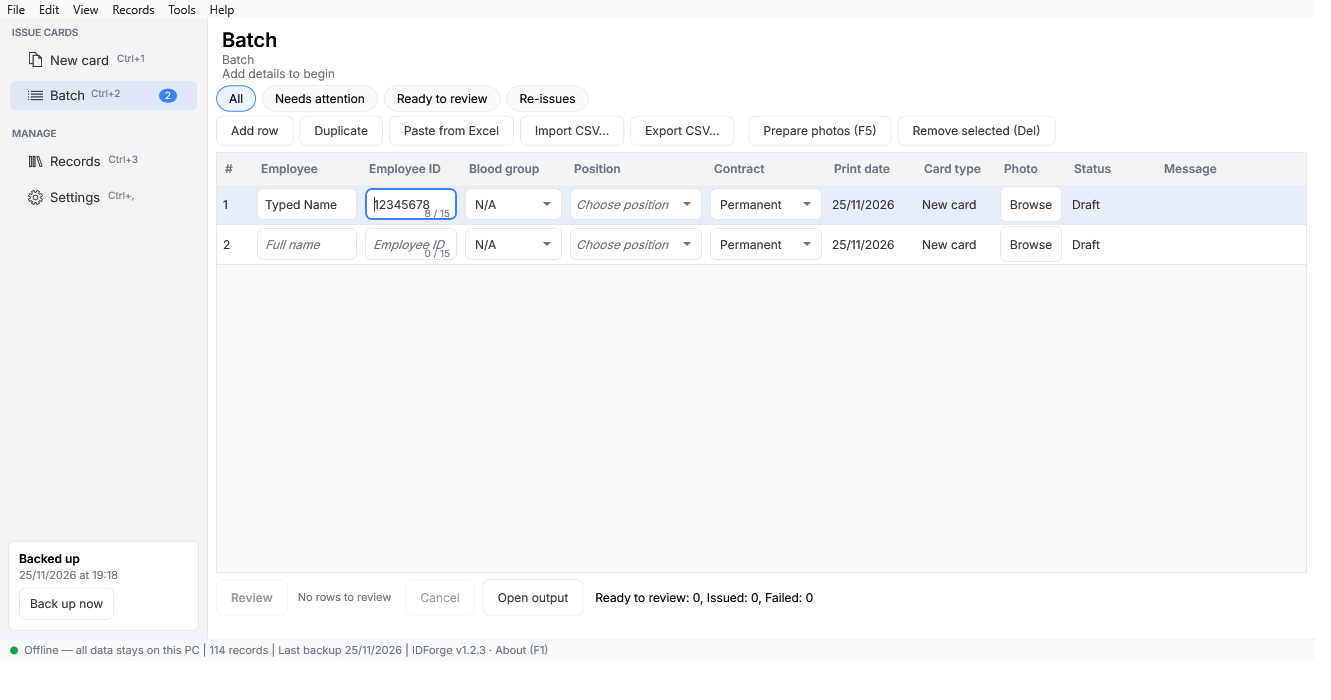 File Edit View Records Tools Help
ISSUE CARDS
New card Ctrl+1
Batch Ctrl+2 2
MANAGE
Records Ctrl+3
Settings Ctrl+,
Backed up
25/11/2026 at 19:18
Back up now
Batch
Batch
Add details to begin
All Needs attention Ready to review Re-issues
Add row Duplicate Paste from Excel Import CSV... Export CSV... Prepare photos (F5) Remove selected (Del)
# Employee Employee ID Blood group Position Contract Print date Card type Photo Status Message
1 Typed Name 12345678 8 / 15 N/A Choose position Permanent 25/11/2026 New card Browse Draft
2 Full name Employee ID 0 / 15 N/A Choose position Permanent 25/11/2026 New card Browse Draft
Review No rows to review Cancel Open output Ready to review: 0, Issued: 0, Failed: 0
Offline — all data stays on this PC | 114 records | Last backup 25/11/2026 | IDForge v1.2.3 · About (F1)